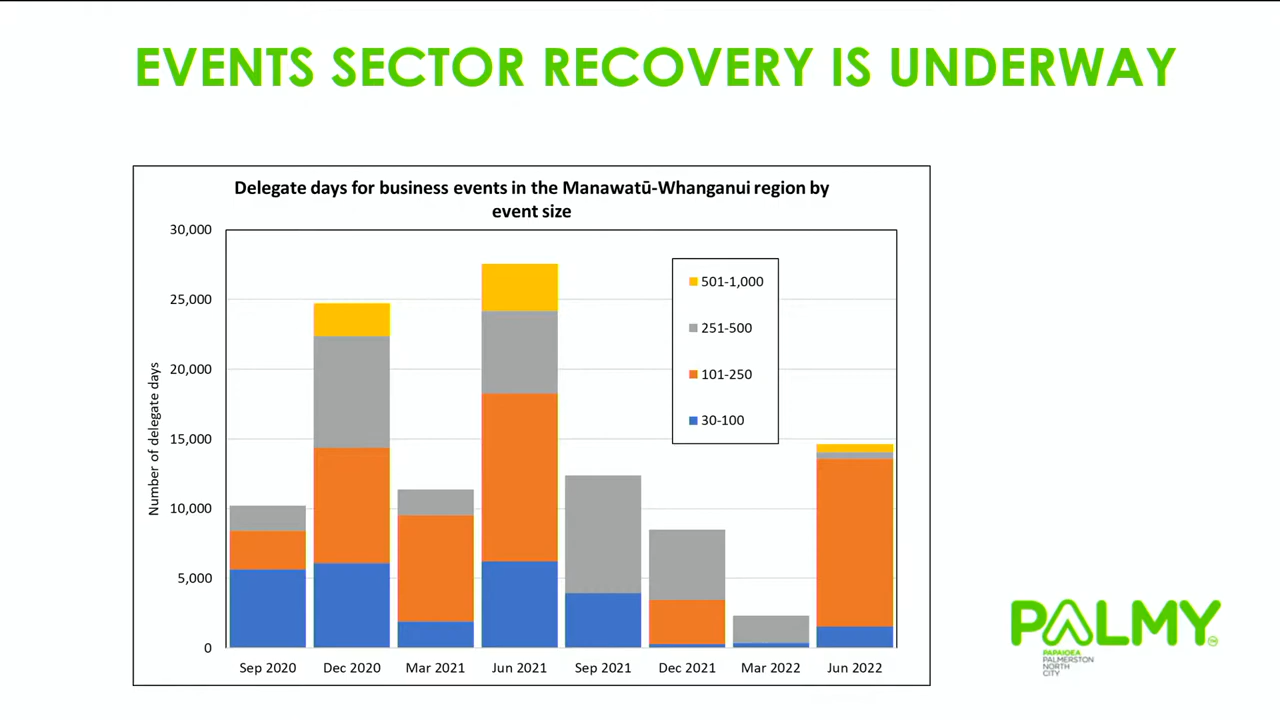 EVENTS SECTOR RECOVERY IS UNDERWAY
Delegate days for business events in the Manawatū-Whanganui region by
event size
Number of delegate days
30,000
25,000
20,000
15,000
10,000
5,000
0
501-1,000
251-500
101-250
30-100
Sep 2020 Dec 2020 Mar 2021 Jun 2021 Sep 2021 Dec 2021 Mar 2022 Jun 2022
PALMY
PAPAIOEA
PALMERSTON
NORTH
CITY